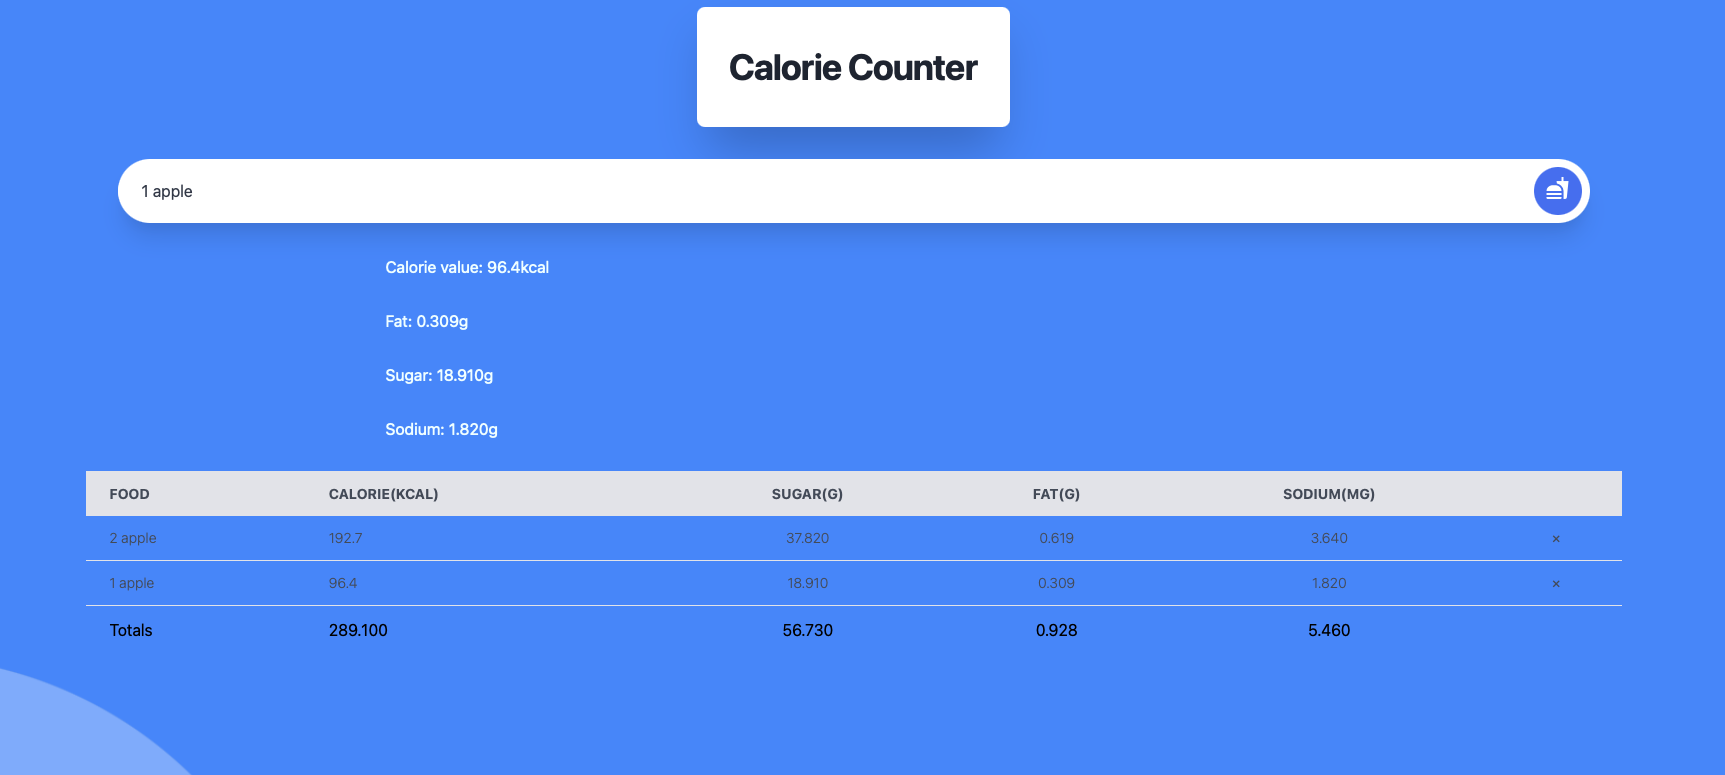 Calorie Counter
1 apple
Calorie value: 96.4kcal
Fat: 0.309g
Sugar: 18.910g
Sodium: 1.820g
FOOD CALORIE(KCAL) SUGAR(G) FAT(G) SODIUM(MG)
2 apple 192.7 37.820 0.619 3.640 ×
1 apple 96.4 18.910 0.309 1.820 ×
Totals 289.100 56.730 0.928 5.460